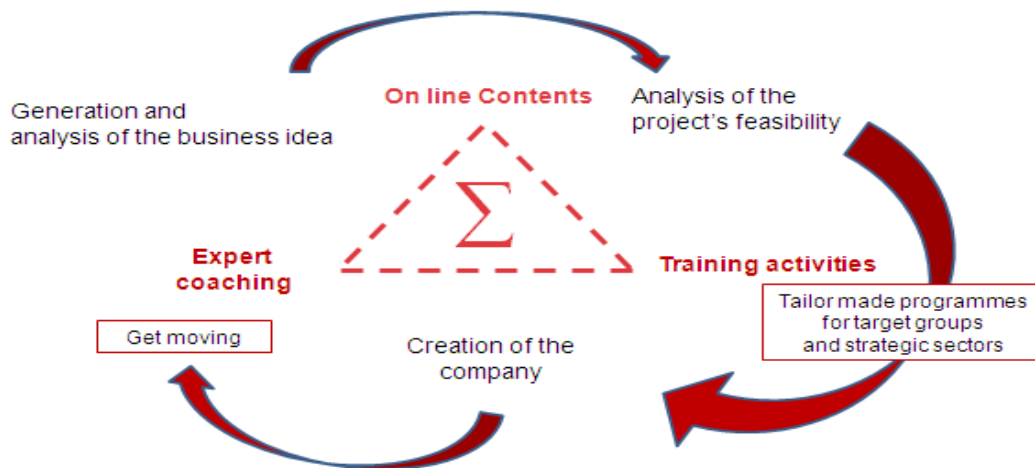 On line Contents
Generation and
analysis of the business idea
Analysis of the
project's feasibility
Σ
Expert
coaching
Training activities
Get moving
Creation of the
company
Tailor made programmes
for target groups
and strategic sectors